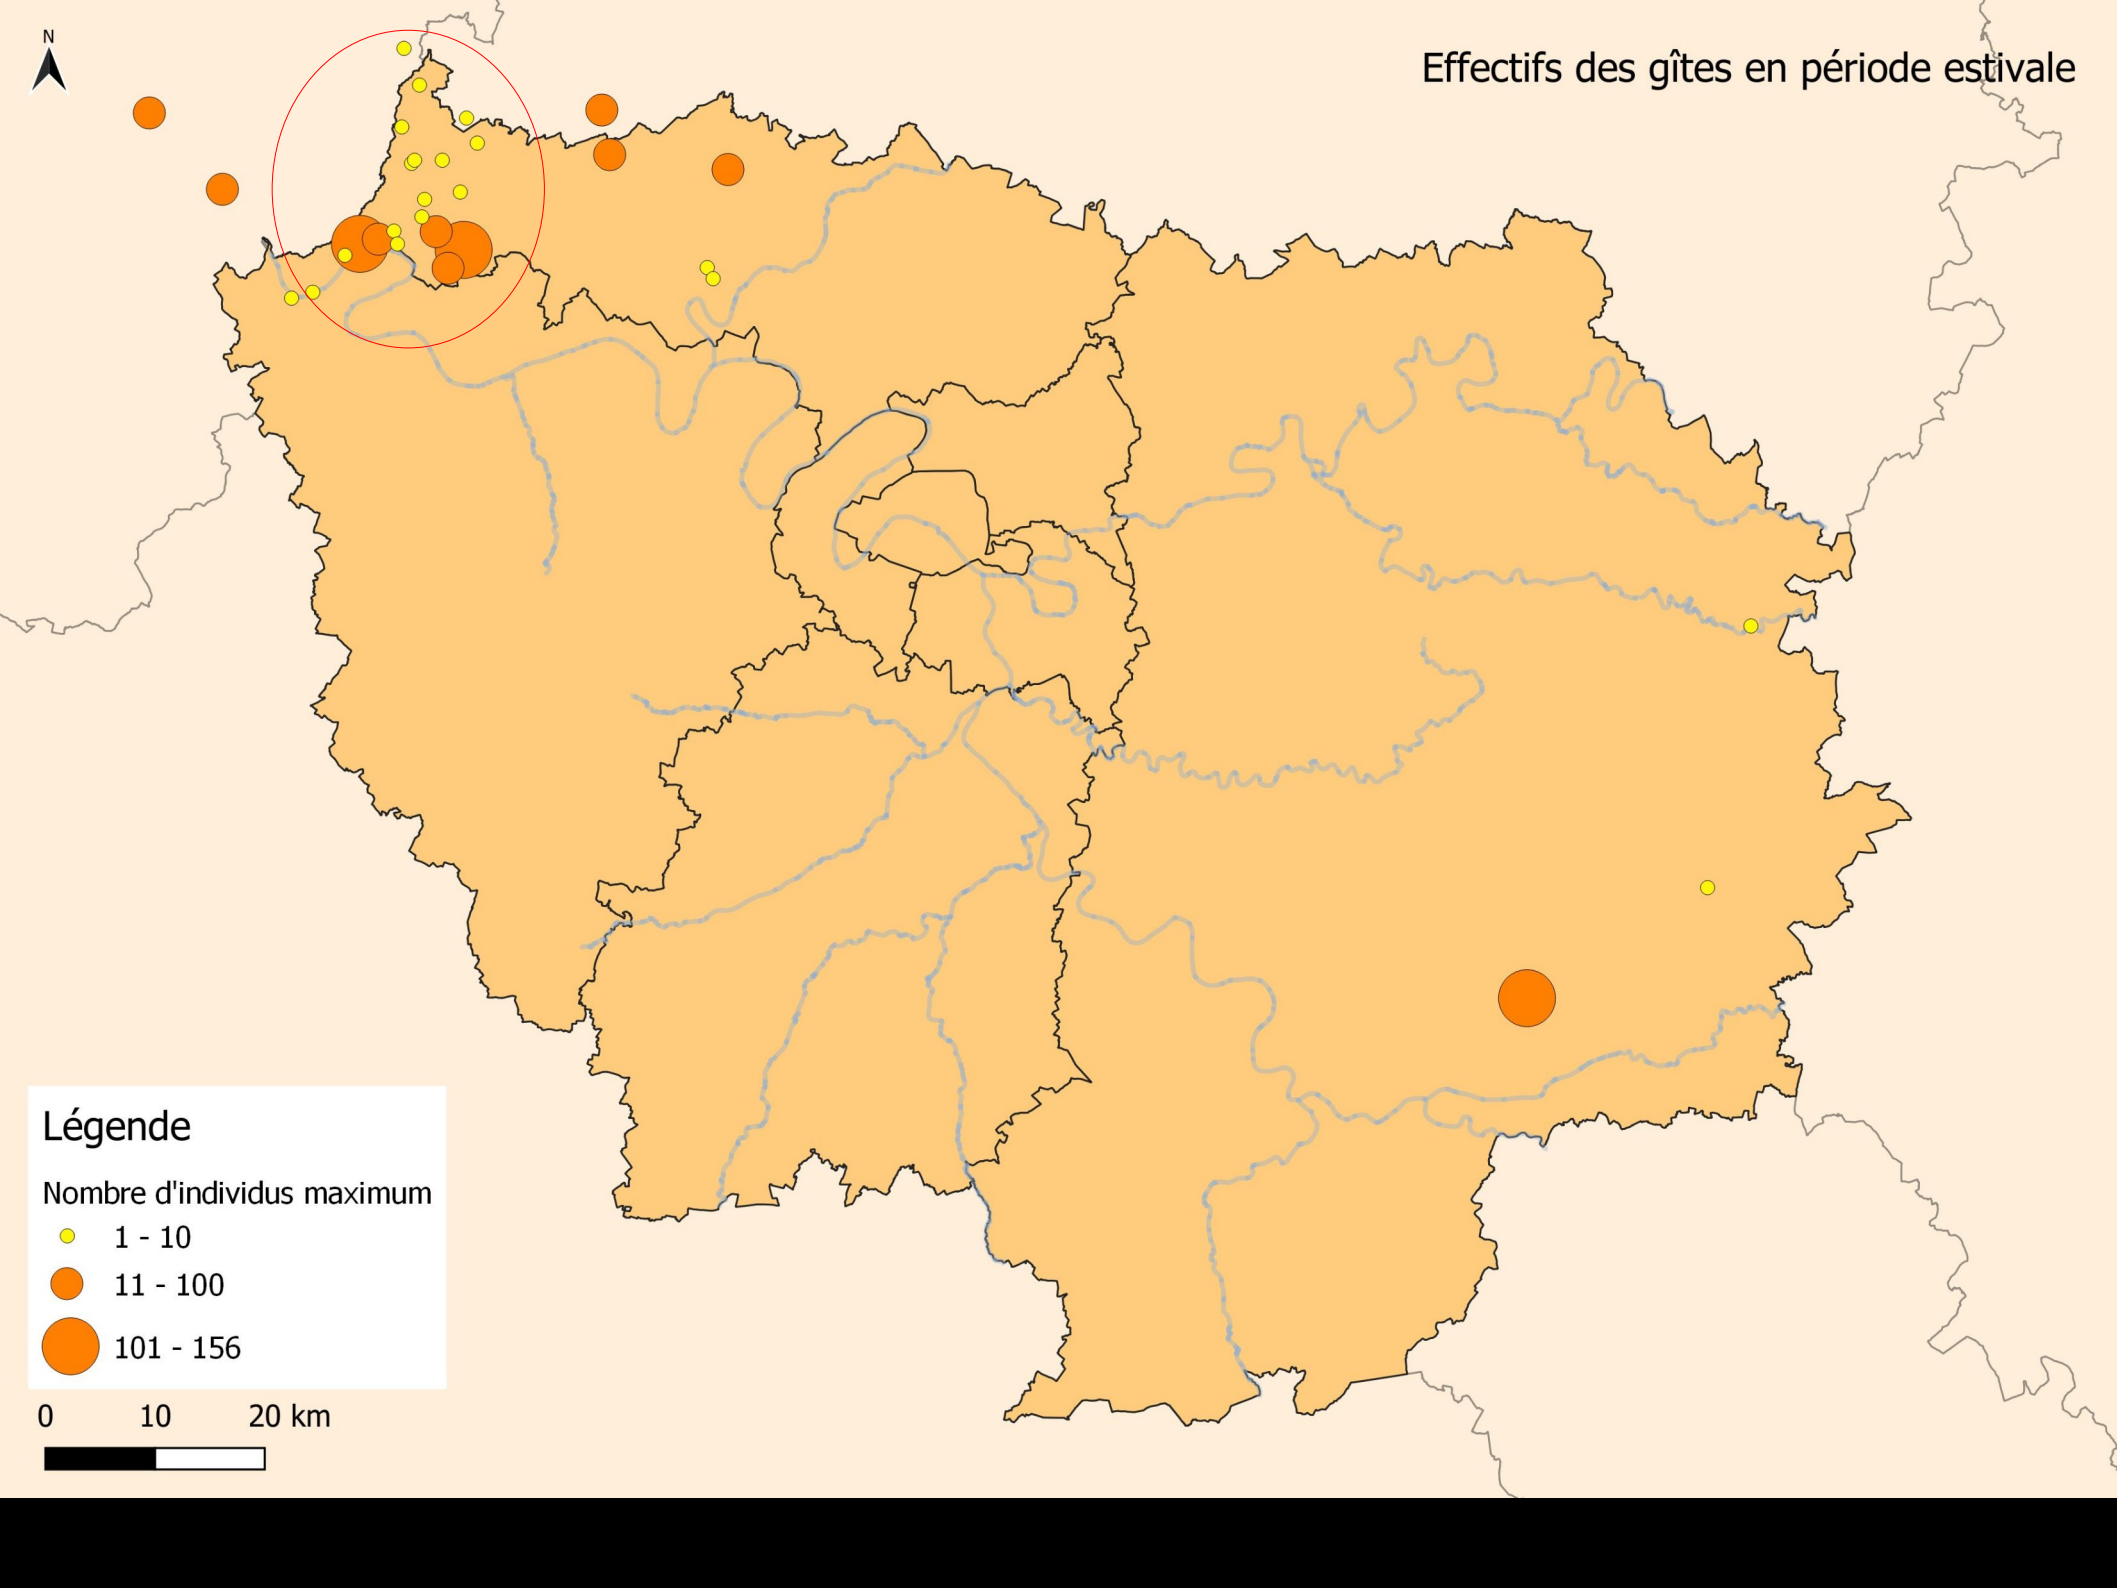 N
Effectifs des gîtes en période estivale
Légende
Nombre d'individus maximum
1 - 10
11 - 100
101 - 156
0 10 20 km